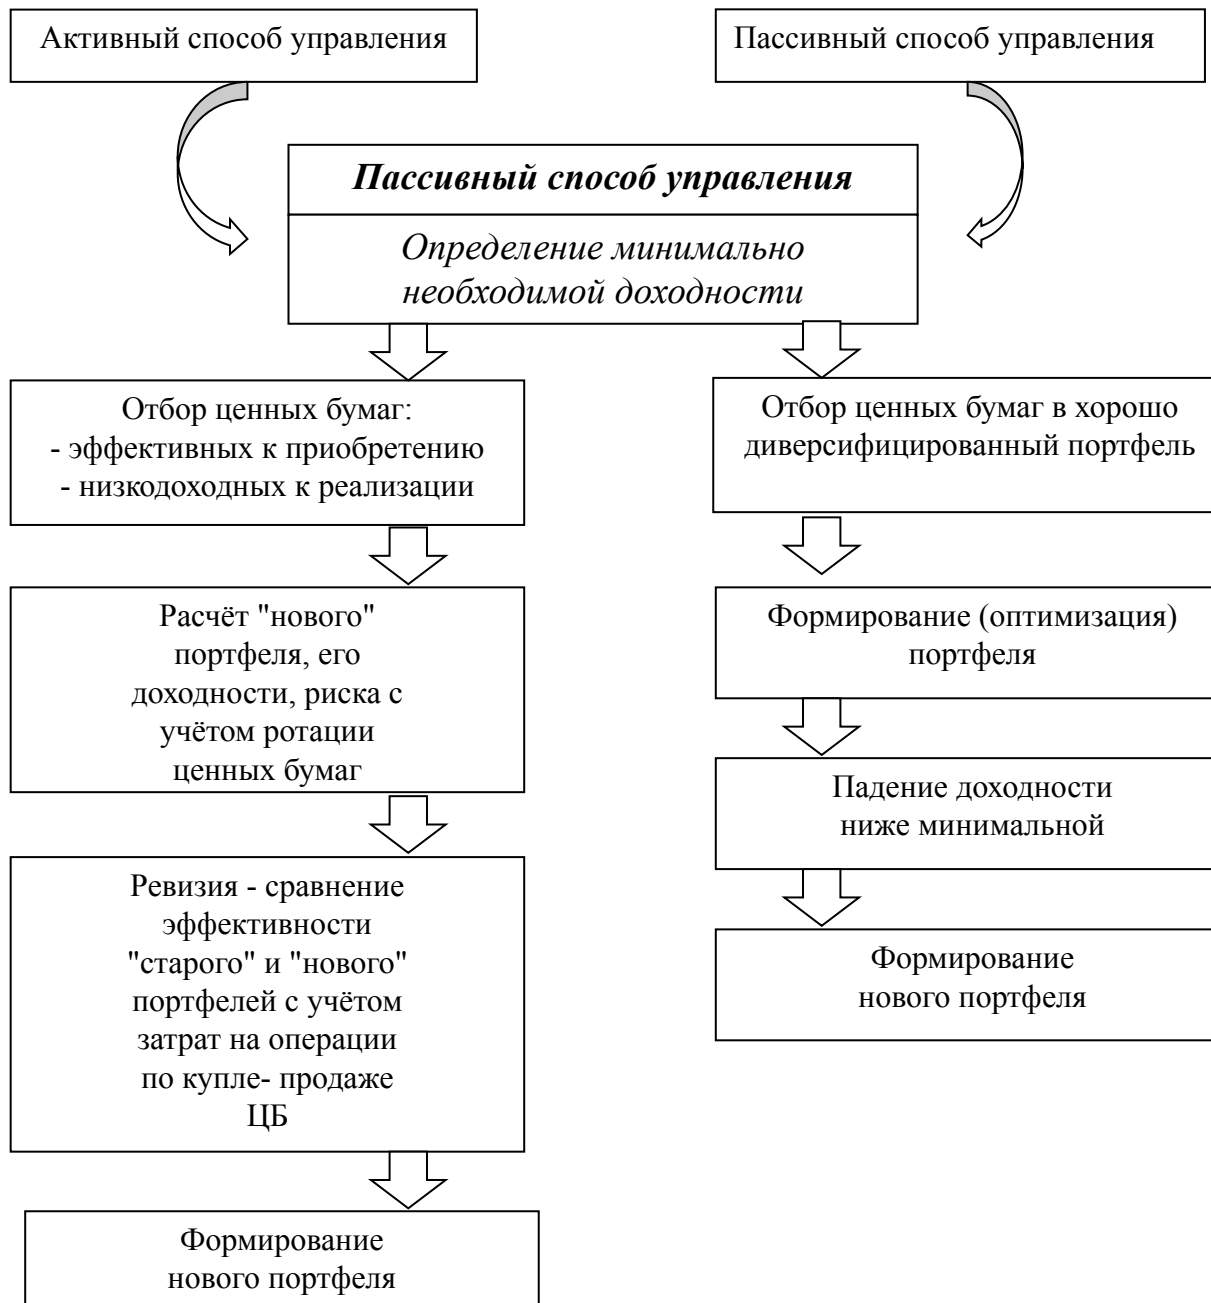 Активный способ управления
Пассивный способ управления
Пассивный способ управления
Определение минимально
необходимой доходности
Отбор ценных бумаг:
- эффективных к приобретению
- низкодоходных к реализации
Расчёт "нового"
портфеля, его
доходности, риска с
учётом ротации
ценных бумаг
Ревизия - сравнение
эффективности
"старого" и "нового"
портфелей с учётом
затрат на операции
по купле- продаже
ЦБ
Формирование
нового портфеля
Отбор ценных бумаг в хорошо
диверсифицированный портфель
Формирование (оптимизация)
портфеля
Падение доходности
ниже минимальной
Формирование
нового портфеля